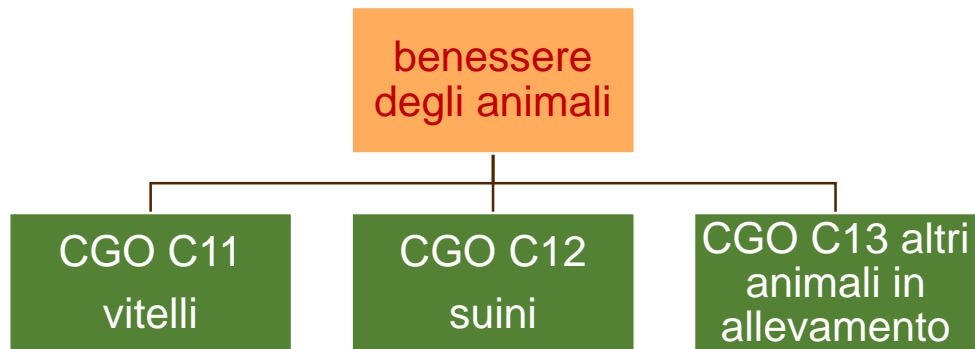 benessere
degli animali
CGO C11
vitelli
CGO C12
suini
CGO C13 altri
animali in
allevamento